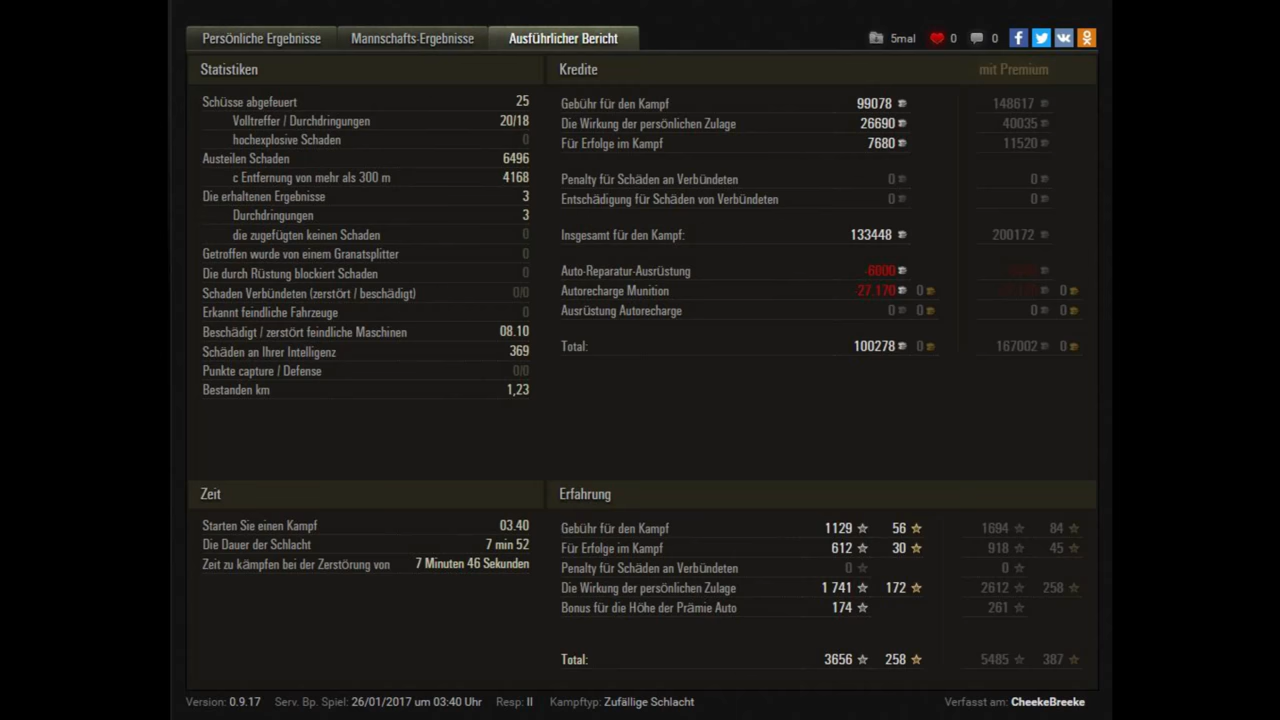 Persönliche Ergebnisse Mannschafts-Ergebnisse Ausführlicher Bericht 5mal 0 0
Statistiken
Schüsse abgefeuert 25
Volltreffer / Durchdringungen 20/18
hochexplosive Schaden 0
Austeilen Schaden 6496
c Entfernung von mehr als 300 m 4168
Die erhaltenen Ergebnisse 3
Durchdringungen 3
die zugefügten keinen Schaden 0
Getroffen wurde von einem Granatsplitter 0
Die durch Rüstung blockiert Schaden 0
Schaden Verbündeten (zerstört / beschädigt) 0/0
Erkannt feindliche Fahrzeuge 0
Beschädigt / zerstört feindliche Maschinen 08.10
Schäden an Ihrer Intelligenz 369
Punkte capture / Defense 0/0
Bestanden km 1,23
Kredite mit Premium
Gebühr für den Kampf 99078 148617
Die Wirkung der persönlichen Zulage 26690 40035
Für Erfolge im Kampf 7680 11520
Penalty für Schäden an Verbündeten 0 0
Entschädigung für Schäden von Verbündeten 0 0
Insgesamt für den Kampf: 133448 200172
Auto-Reparatur-Ausrüstung -6000
Autorecharge Munition -27.170 0 0
Ausrüstung Autorecharge 0 0 0 0
Total: 100278 0 167002 0
Zeit
Starten Sie einen Kampf 03.40
Die Dauer der Schlacht 7 min 52
Zeit zu kämpfen bei der Zerstörung von 7 Minuten 46 Sekunden
Erfahrung
Gebühr für den Kampf 1129 56 1694 84
Für Erfolge im Kampf 612 30 918 45
Penalty für Schäden an Verbündeten 0 0
Die Wirkung der persönlichen Zulage 1 741 172 2612 258
Bonus für die Höhe der Prämie Auto 174 261
Total: 3656 258 5485 387
Version: 0.9.17 Serv. Bp. Spiel: 26/01/2017 um 03:40 Uhr Resp: II Kampftyp: Zufällige Schlacht Verfasst am: CheekeBreeke